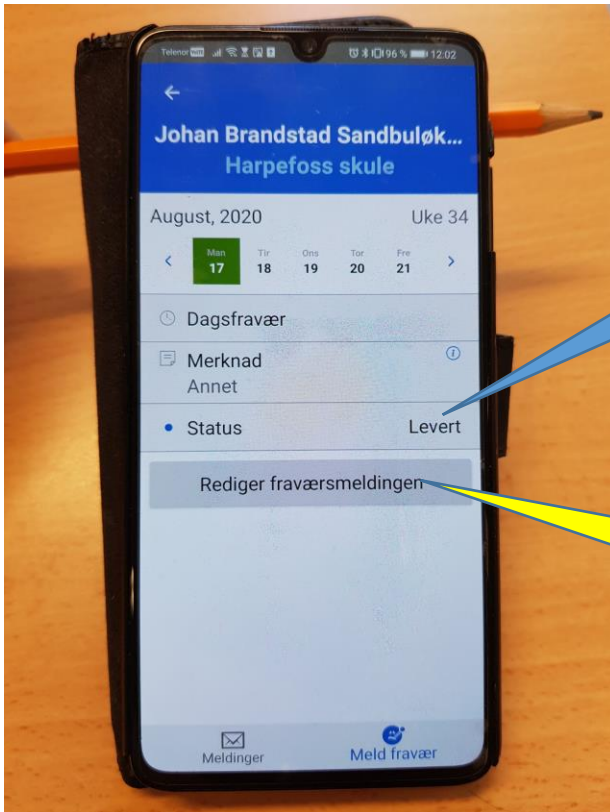 Telenor 12:02
96 %
Johan Brandstad Sandbuløk...
Harpefoss skule
August, 2020 Uke 34
Man Tir Ons Tor Fre
< 17 18 19 20 21 >
Dagsfravær
Merknad
Annet
Status Levert
Rediger fraværsmeldingen
Meldinger Meld fravær